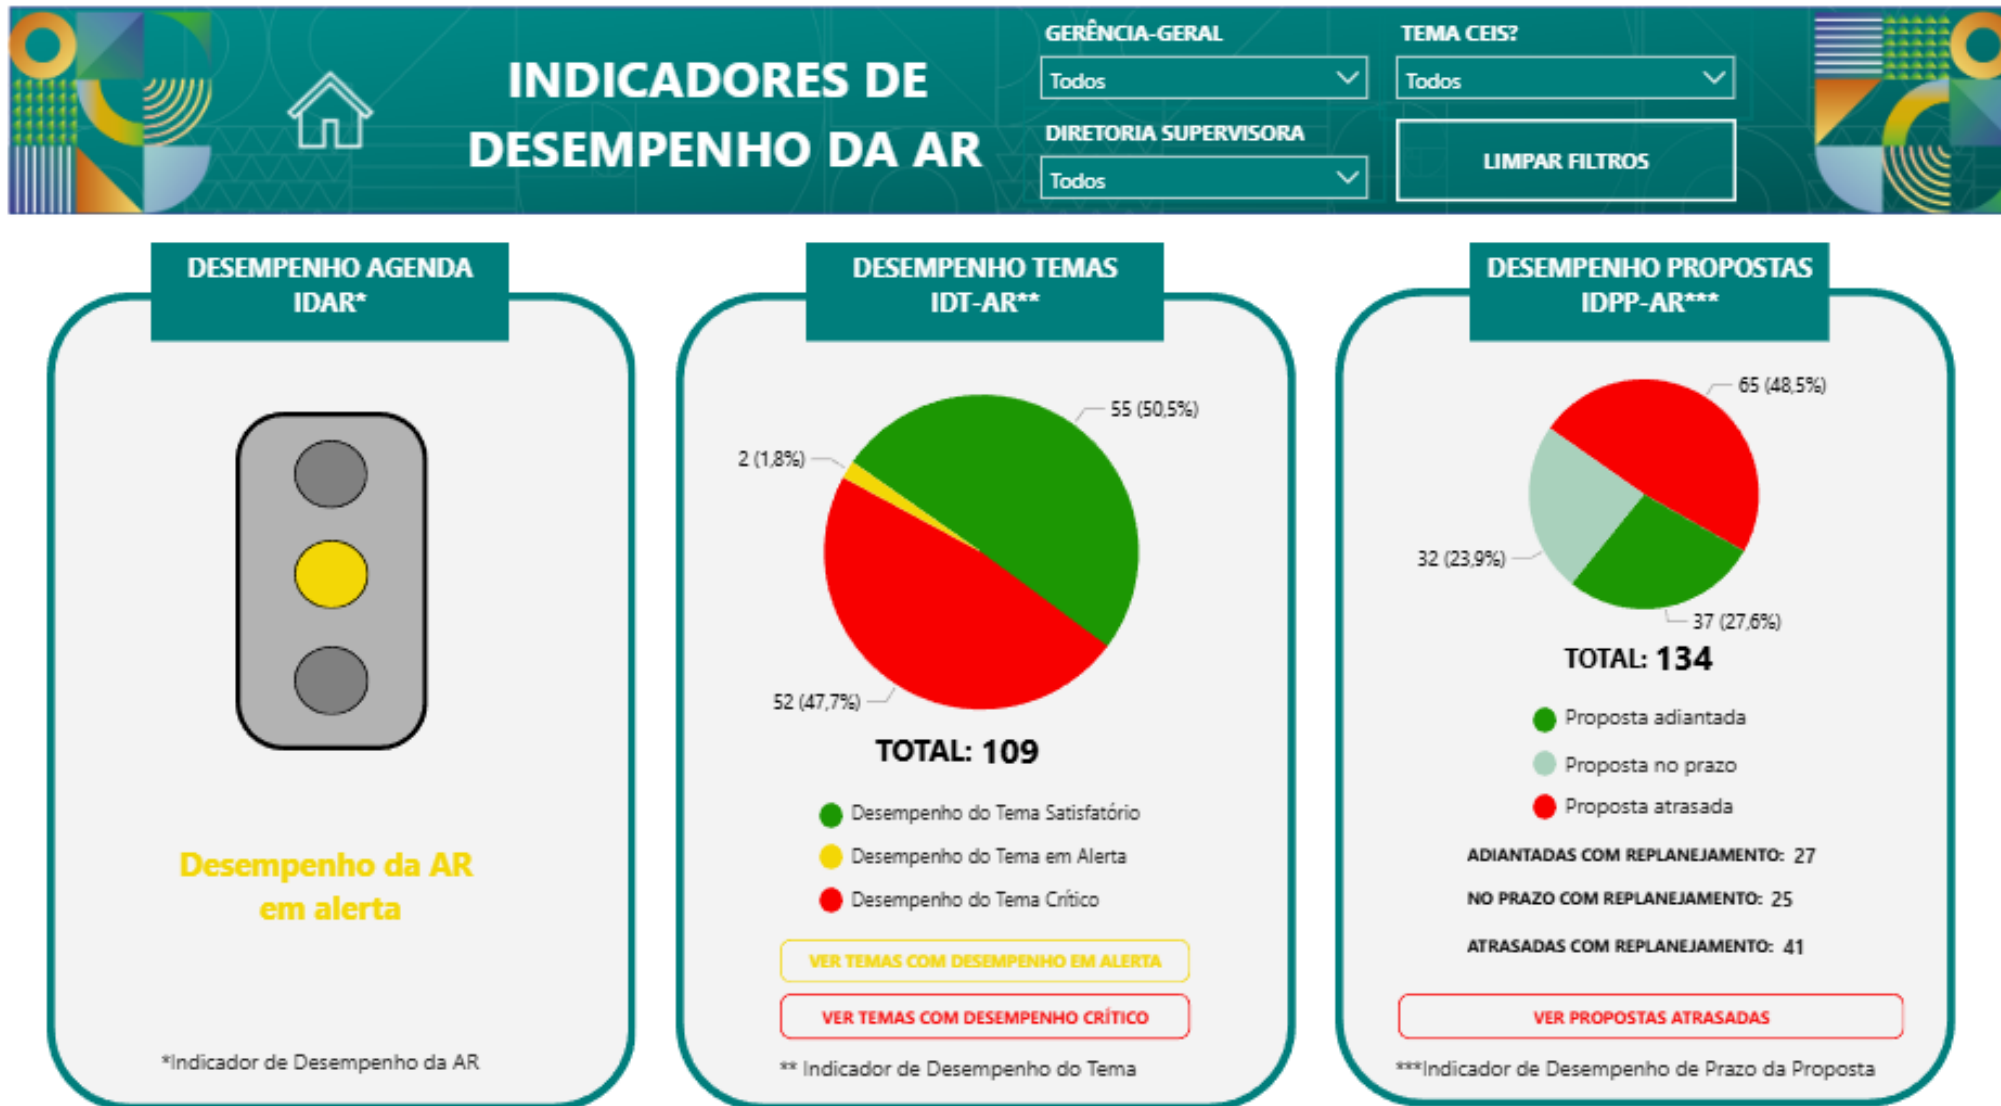 INDICADORES DE
DESEMPENHO DA AR
GERÊNCIA-GERAL
Todos
TEMA CEIS?
Todos
DIRETORIA SUPERVISORA
Todos
LIMPAR FILTROS
DESEMPENHO AGENDA
IDAR*
Desempenho da AR
em alerta
*Indicador de Desempenho da AR
DESEMPENHO TEMAS
IDT-AR**
55 (50,5%)
2 (1,8%)
52 (47,7%)
TOTAL: 109
Desempenho do Tema Satisfatório
Desempenho do Tema em Alerta
Desempenho do Tema Crítico
VER TEMAS COM DESEMPENHO EM ALERTA
VER TEMAS COM DESEMPENHO CRÍTICO
** Indicador de Desempenho do Tema
DESEMPENHO PROPOSTAS
IDPP-AR***
65 (48,5%)
32 (23,9%)
37 (27,6%)
TOTAL: 134
Proposta adiantada
Proposta no prazo
Proposta atrasada
ADIANTADAS COM REPLANEJAMENTO: 27
NO PRAZO COM REPLANEJAMENTO: 25
ATRASADAS COM REPLANEJAMENTO: 41
VER PROPOSTAS ATRASADAS
***Indicador de Desempenho de Prazo da Proposta